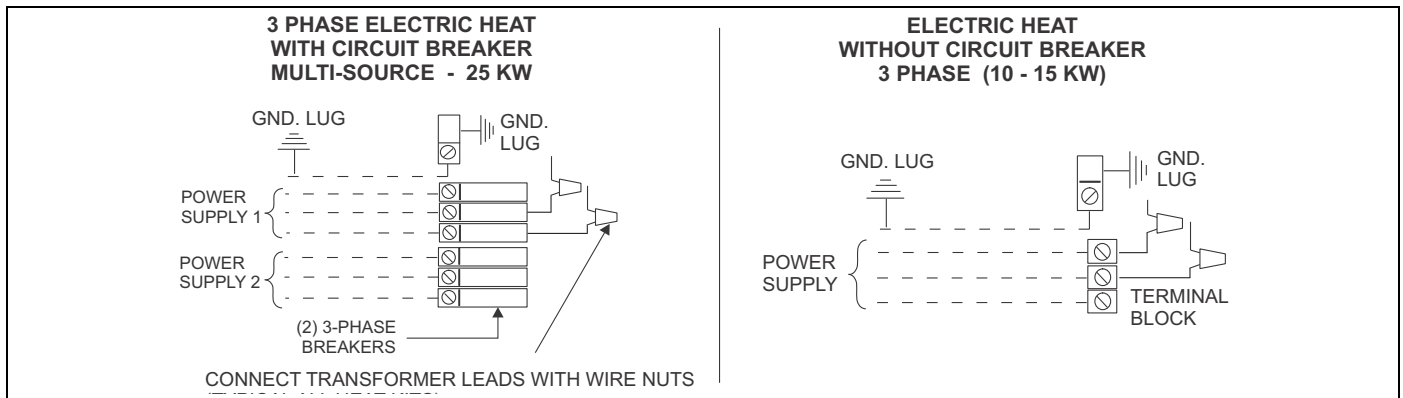 3 PHASE ELECTRIC HEAT
WITH CIRCUIT BREAKER
MULTI-SOURCE - 25 KW
GND. LUG
GND.
LUG
POWER
SUPPLY 1
POWER
SUPPLY 2
(2) 3-PHASE
BREAKERS
CONNECT TRANSFORMER LEADS WITH WIRE NUTS
ELECTRIC HEAT
WITHOUT CIRCUIT BREAKER
3 PHASE (10 - 15 KW)
GND. LUG
GND.
LUG
POWER
SUPPLY
TERMINAL
BLOCK